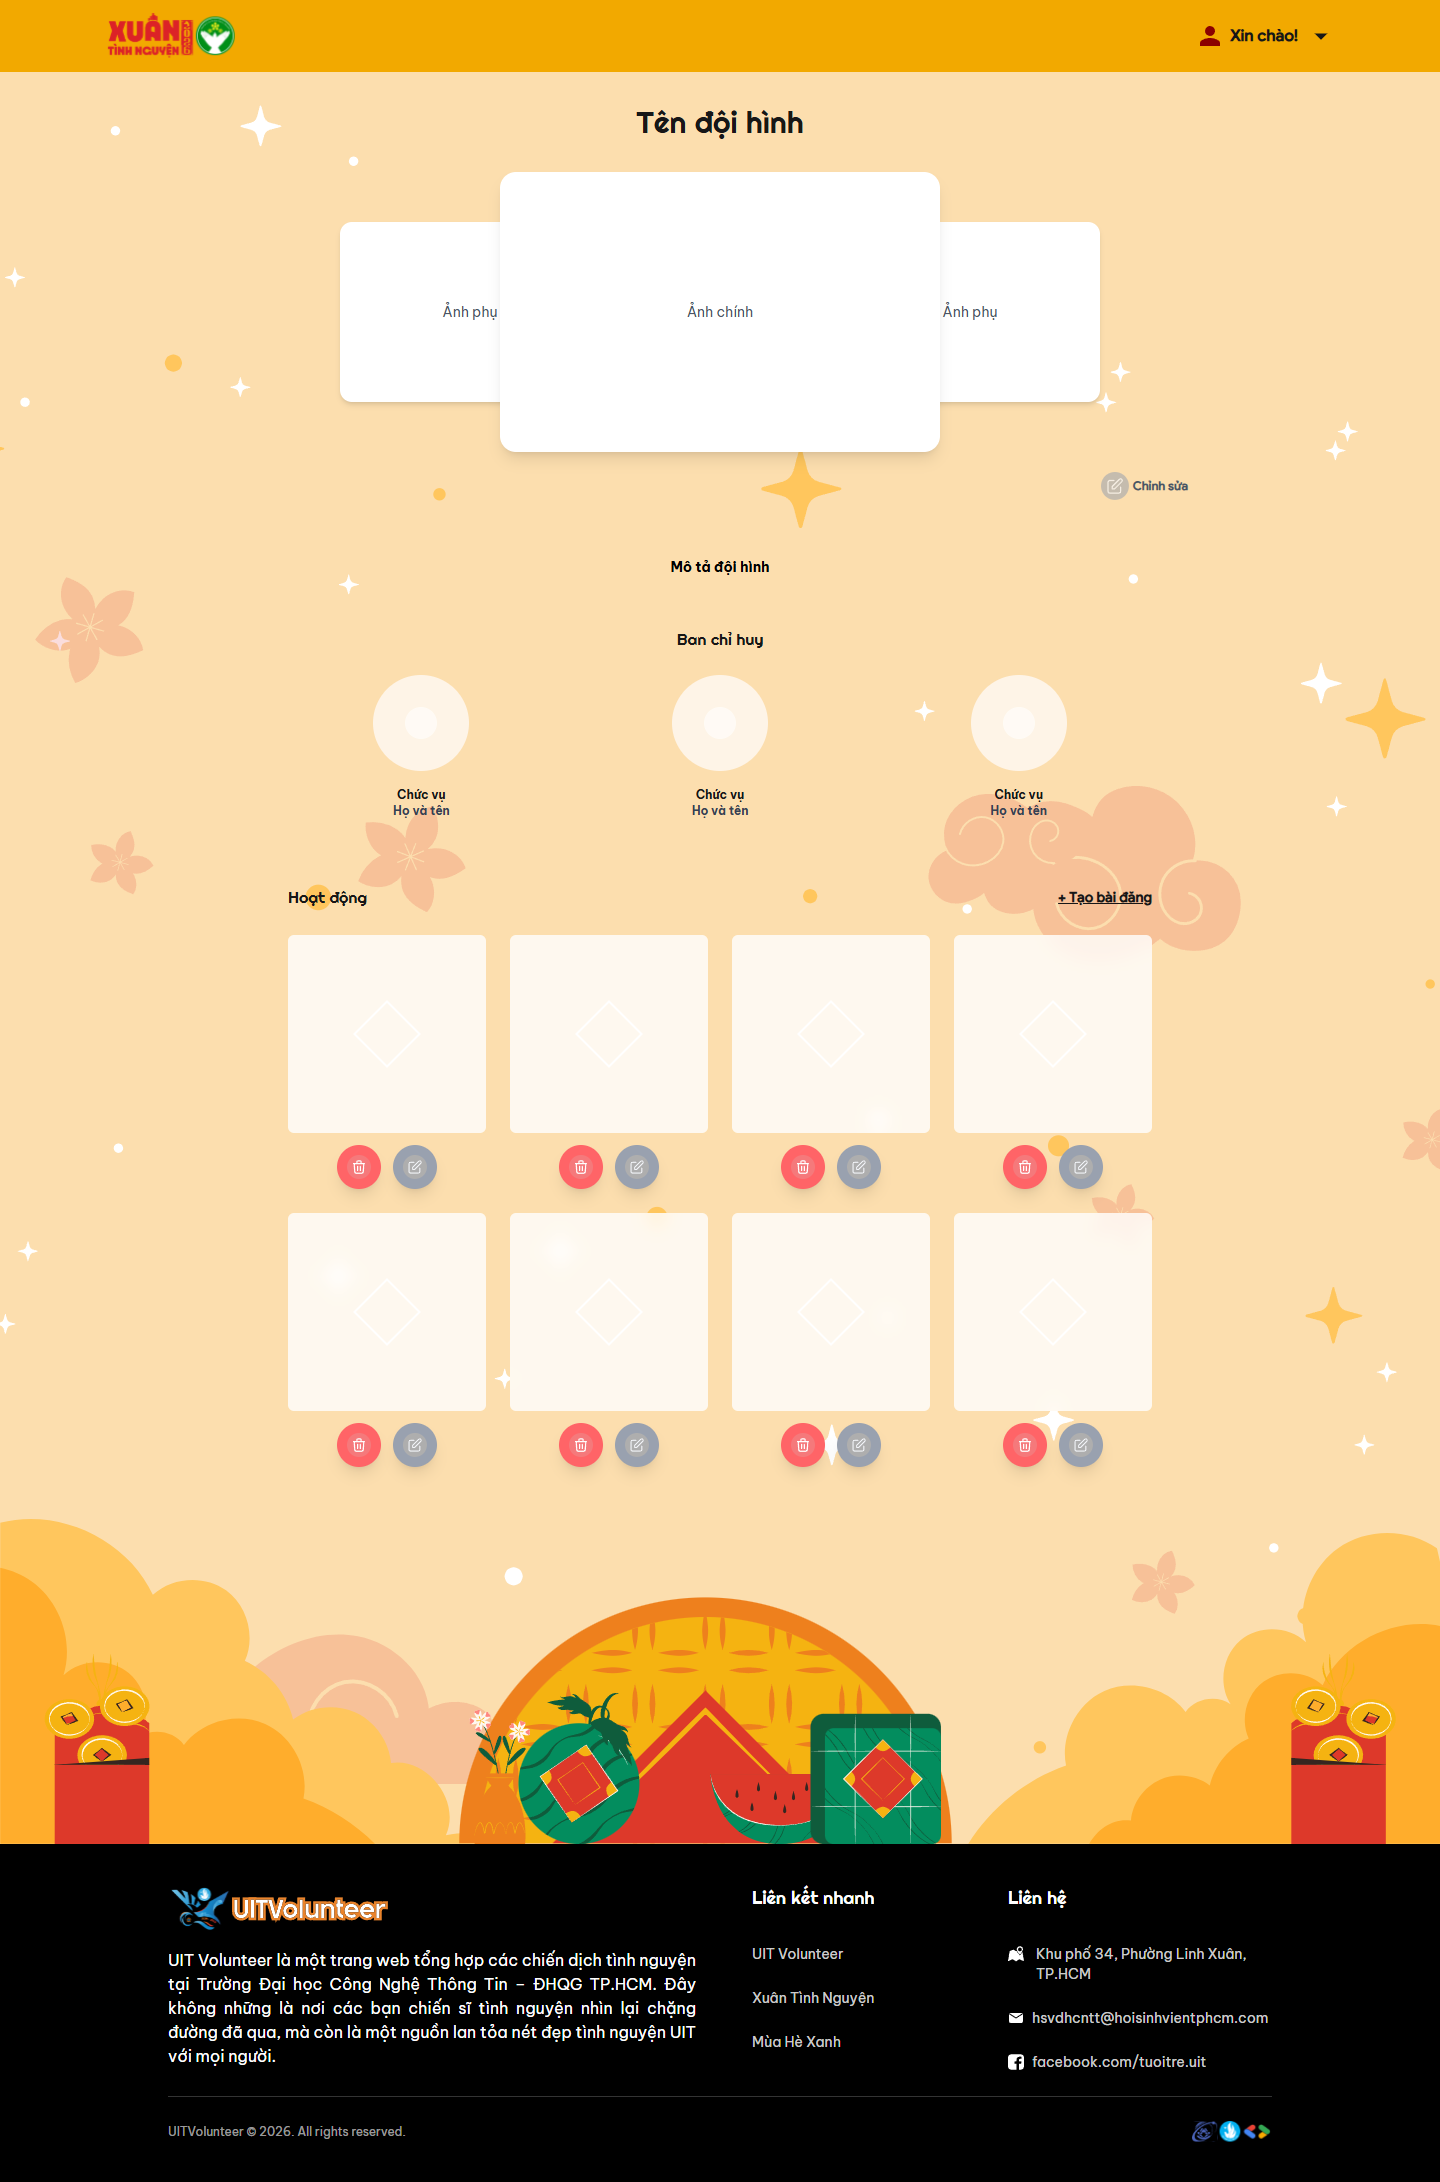 XUÂN
TÌNH NGUYỆN
Xin chào!
Tên đội hình
Ảnh phụ
Ảnh chính
Ảnh phụ
Chỉnh sửa
Mô tả đội hình
Ban chỉ huy
Chức vụ
Họ và tên
Chức vụ
Họ và tên
Chức vụ
Họ và tên
Hoạt động
+ Tạo bài đăng
UITVolunteer
UIT Volunteer là một trang web tổng hợp các chiến dịch tình nguyện
tại Trường Đại học Công Nghệ Thông Tin – ĐHQG TP.HCM. Đây
không những là nơi các bạn chiến sĩ tình nguyện nhìn lại chặng
đường đã qua, mà còn là một nguồn lan tỏa nét đẹp tình nguyện UIT
với mọi người.
Liên kết nhanh
UIT Volunteer
Xuân Tình Nguyện
Mùa Hè Xanh
Liên hệ
Khu phố 34, Phường Linh Xuân,
TP.HCM
hsvdhcntt@hoisinhvientphcm.com
facebook.com/tuoitre.uit
UITVolunteer © 2026. All rights reserved.